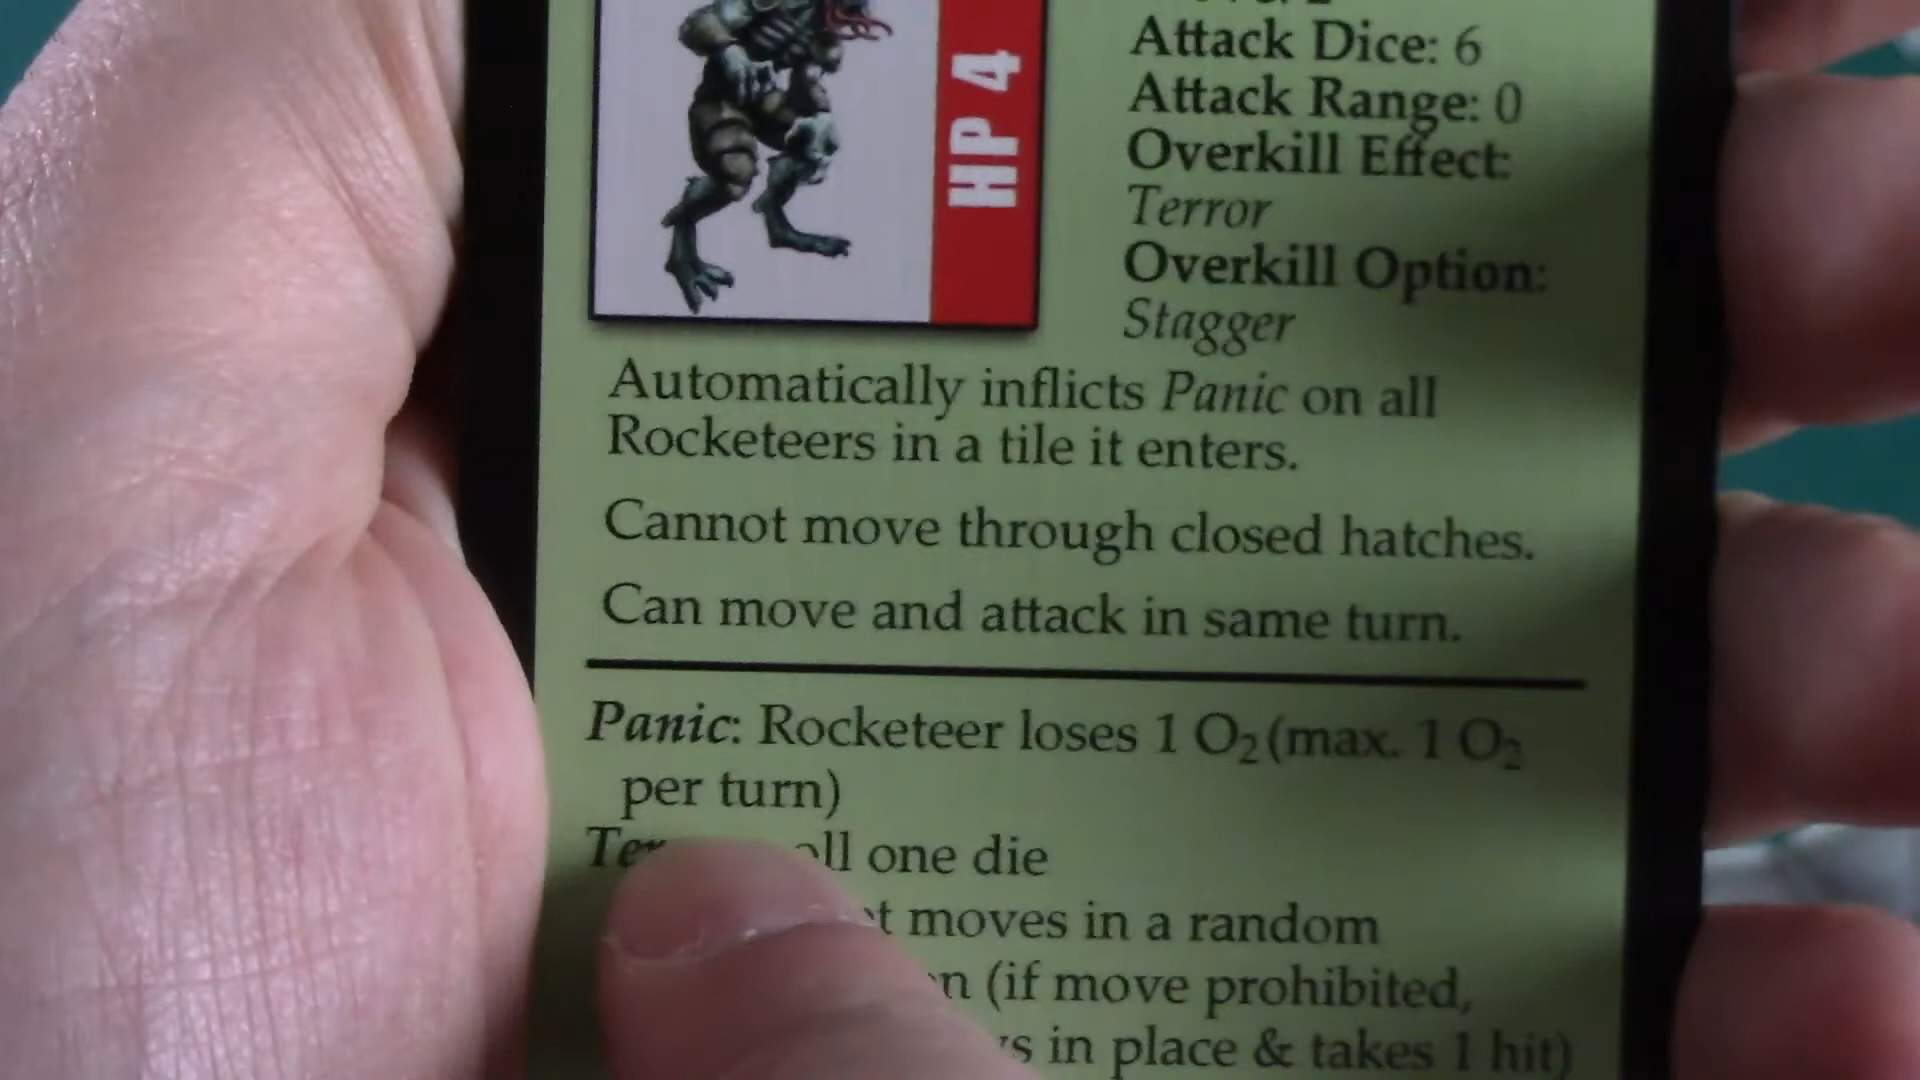 Attack Dice: 6
Attack Range: 0
Overkill Effect:
Terror
Overkill Option:
Stagger
HP 4
Automatically inflicts Panic on all
Rocketeers in a tile it enters.
Cannot move through closed hatches.
Can move and attack in same turn.
Panic: Rocketeer loses 1 O₂ (max. 1 O₂
per turn)
one die
moves in a random
(if move prohibited,
in place & takes 1 hit)